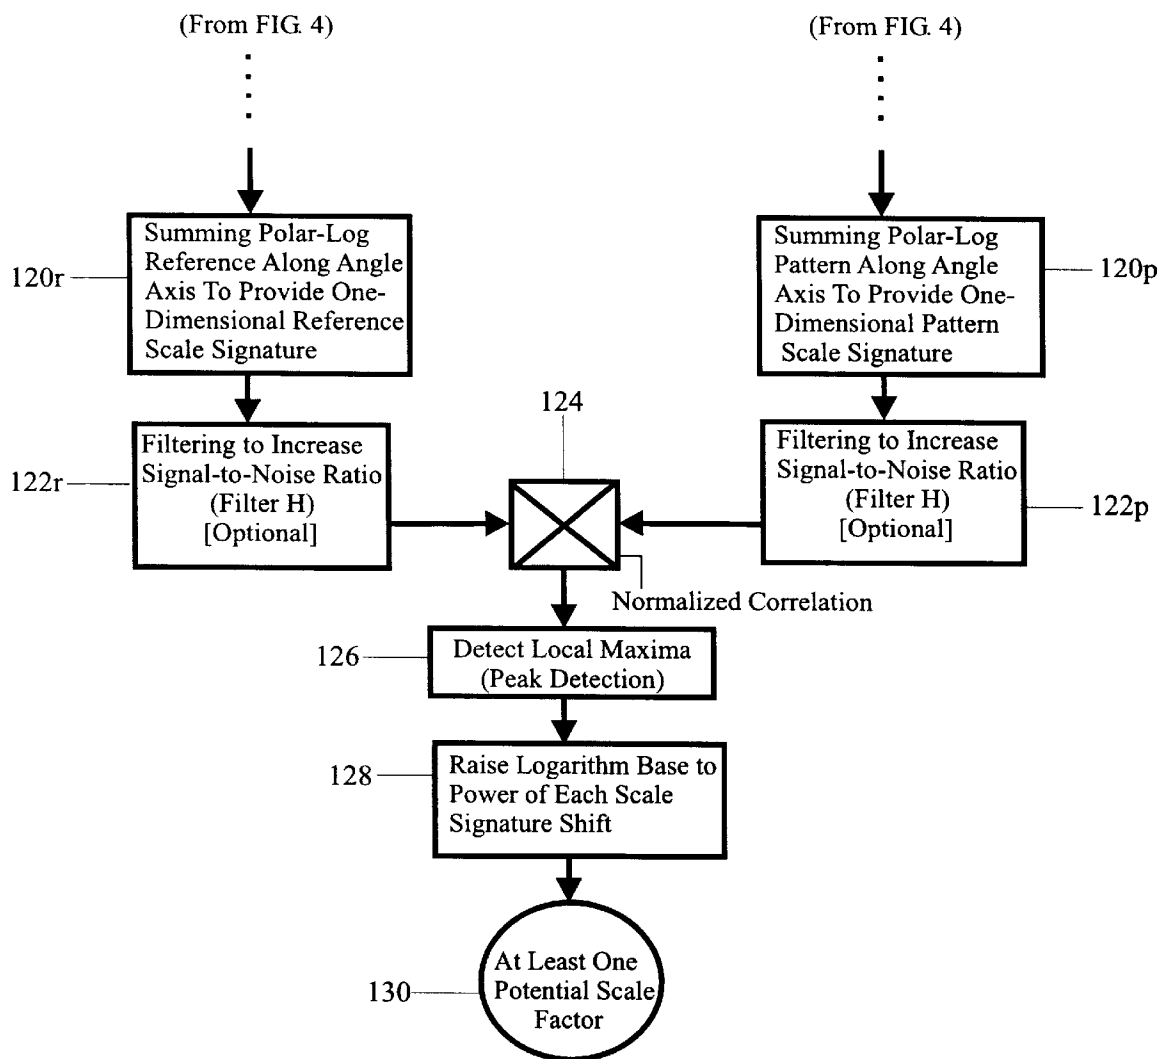 (From FIG. 4)
(From FIG. 4)
Summing Polar-Log
Reference Along Angle
Axis To Provide One-
Dimensional Reference
Scale Signature
120r
Summing Polar-Log
Pattern Along Angle
Axis To Provide One-
Dimensional Pattern
Scale Signature
120p
Filtering to Increase
Signal-to-Noise Ratio
(Filter H)
[Optional]
122r
124
Filtering to Increase
Signal-to-Noise Ratio
(Filter H)
[Optional]
122p
Normalized Correlation
126
Detect Local Maxima
(Peak Detection)
128
Raise Logarithm Base to
Power of Each Scale
Signature Shift
At Least One
Potential Scale
Factor
130